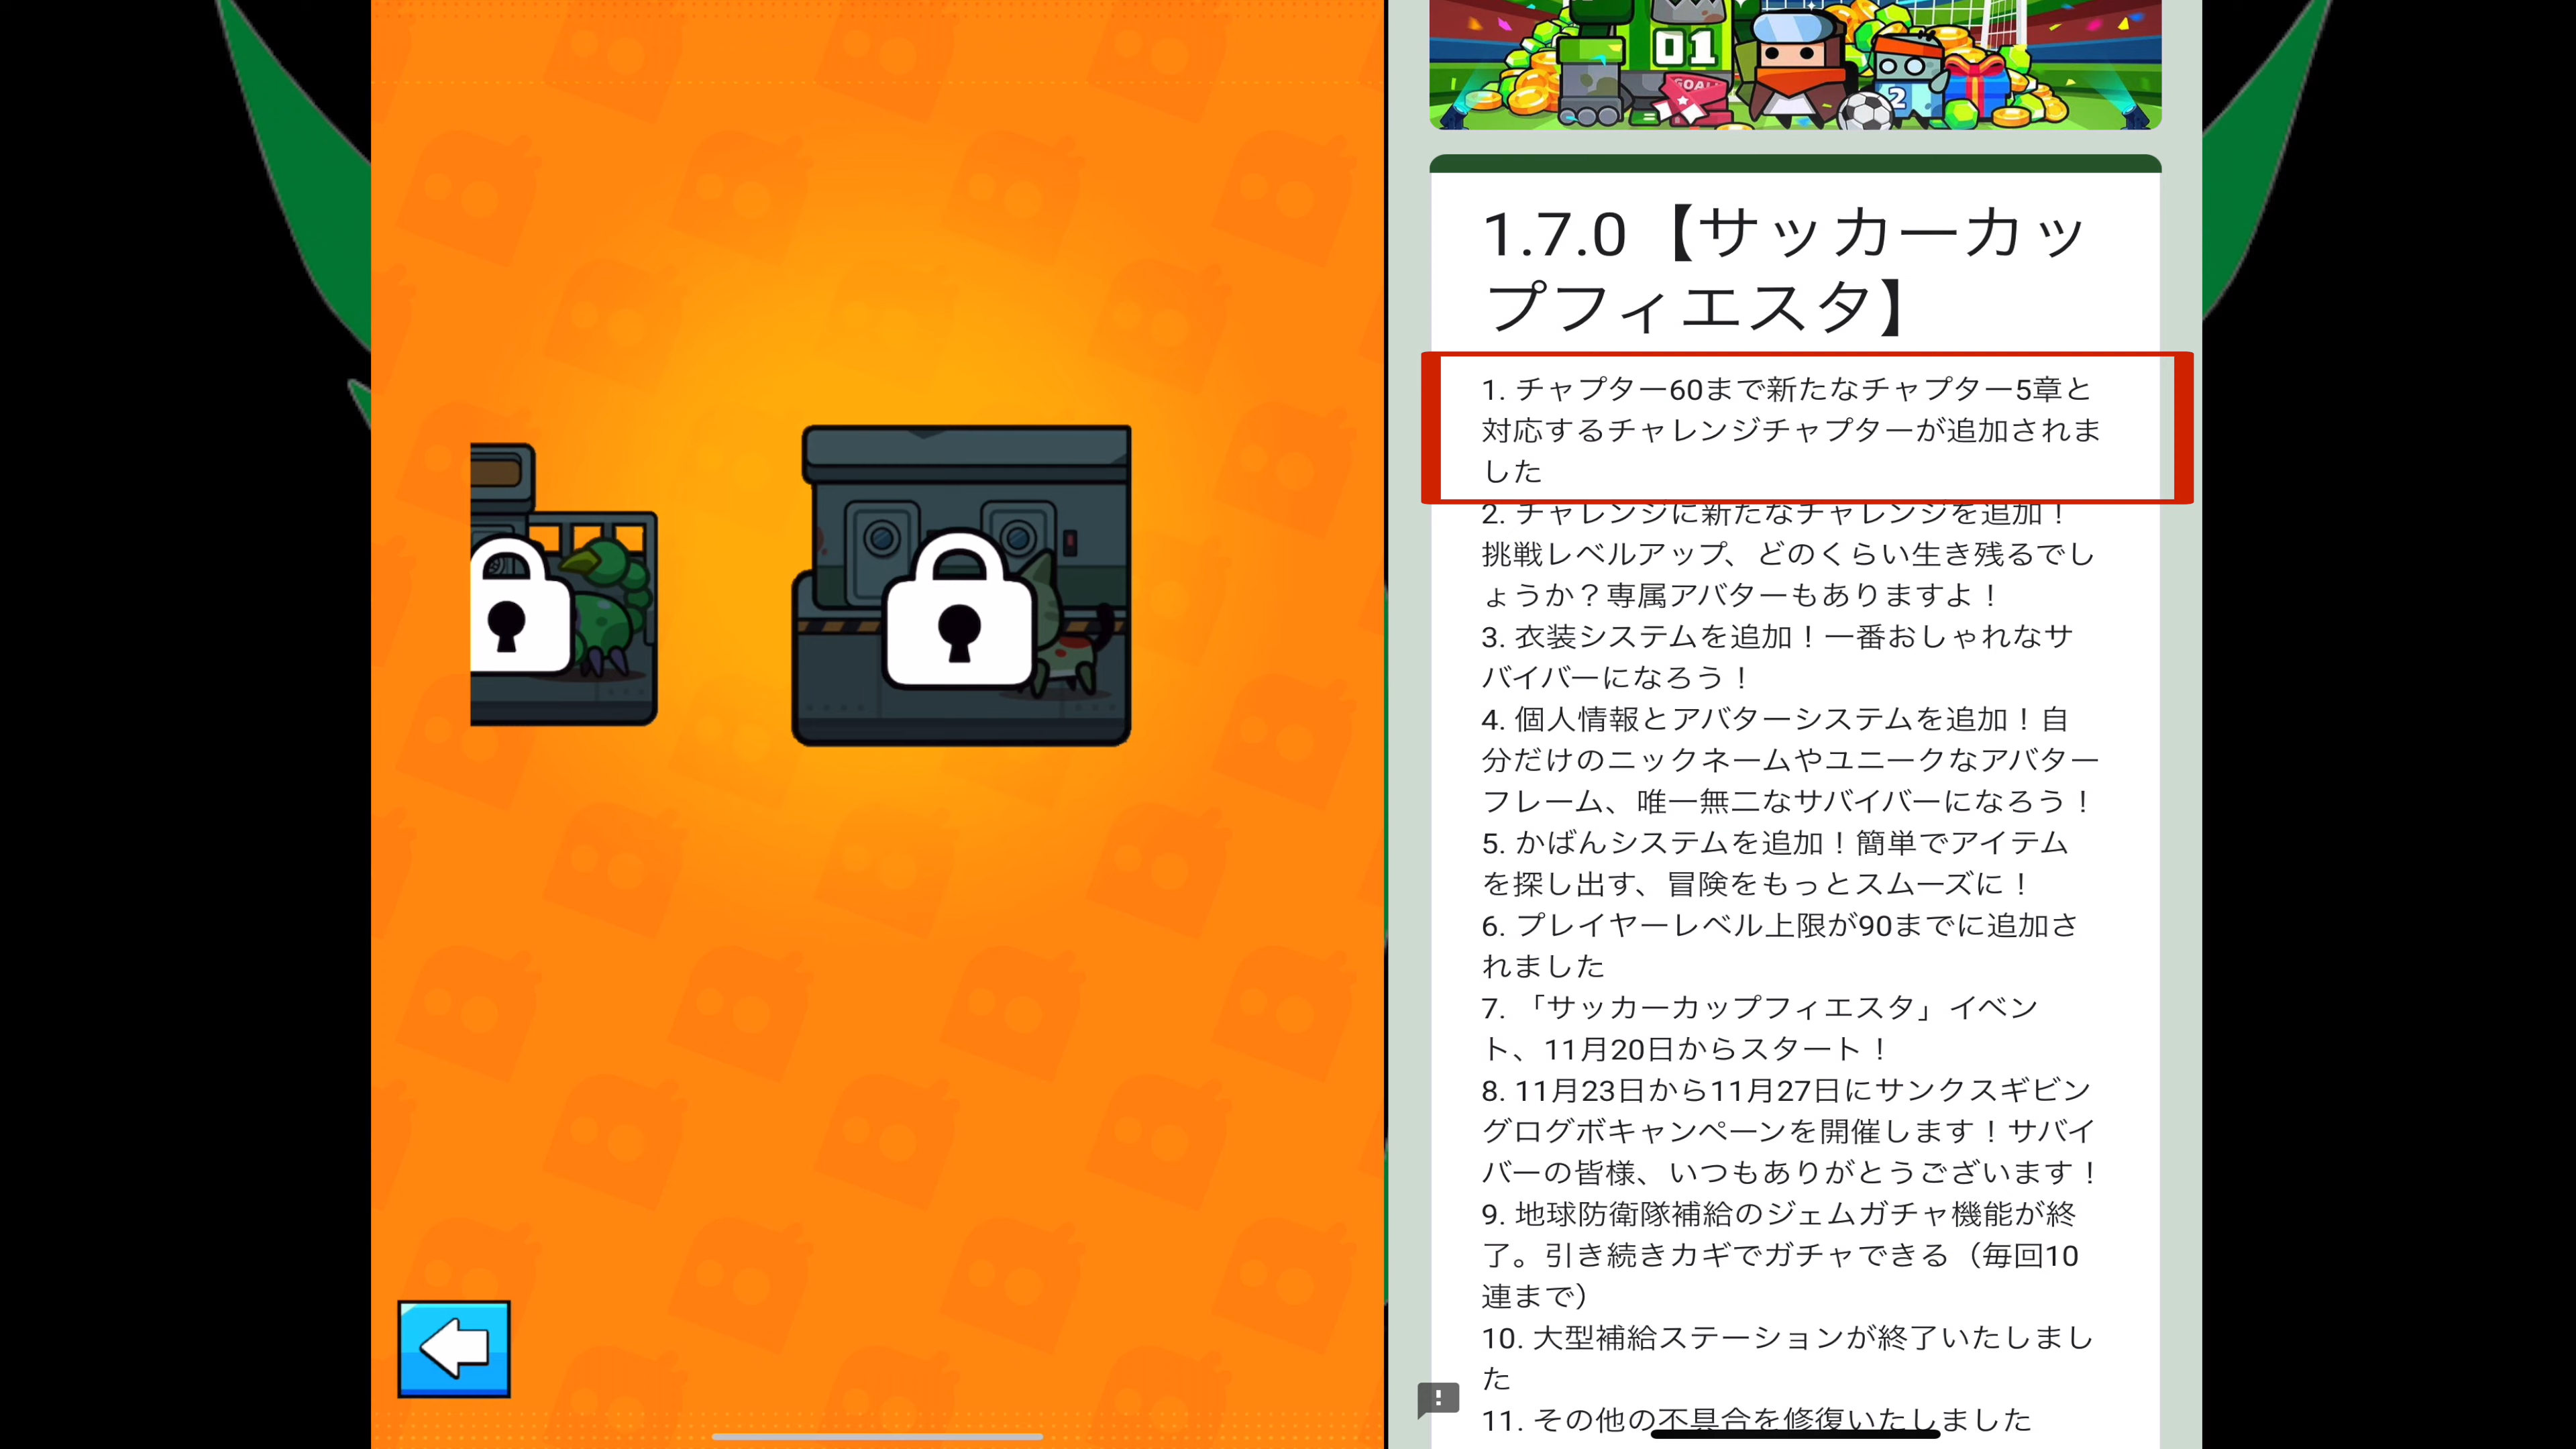 01
GOAL
2
1.7.0【サッカーカッ
プフィエスタ】
1. チャプター60まで新たなチャプター5章と
対応するチャレンジチャプターが追加されま
した
2. チャレンジに新たなチャレンジを追加！
挑戦レベルアップ、どのくらい生き残るでし
ょうか？専属アバターもありますよ！
3. 衣装システムを追加！一番おしゃれなサ
バイバーになろう！
4. 個人情報とアバターシステムを追加！自
分だけのニックネームやユニークなアバター
フレーム、唯一無二なサバイバーになろう！
5. かばんシステムを追加！簡単でアイテム
を探し出す、冒険をもっとスムーズに！
6. プレイヤーレベル上限が90までに追加さ
れました
7. 「サッカーカップフィエスタ」イベン
ト、11月20日からスタート！
8. 11月23日から11月27日にサンクスギビン
グログボキャンペーンを開催します！サバイ
バーの皆様、いつもありがとうございます！
9. 地球防衛隊補給のジェムガチャ機能が終
了。引き続きカギでガチャできる（毎回10
連まで）
10. 大型補給ステーションが終了いたしまし
た
11. その他の不具合を修復いたしました